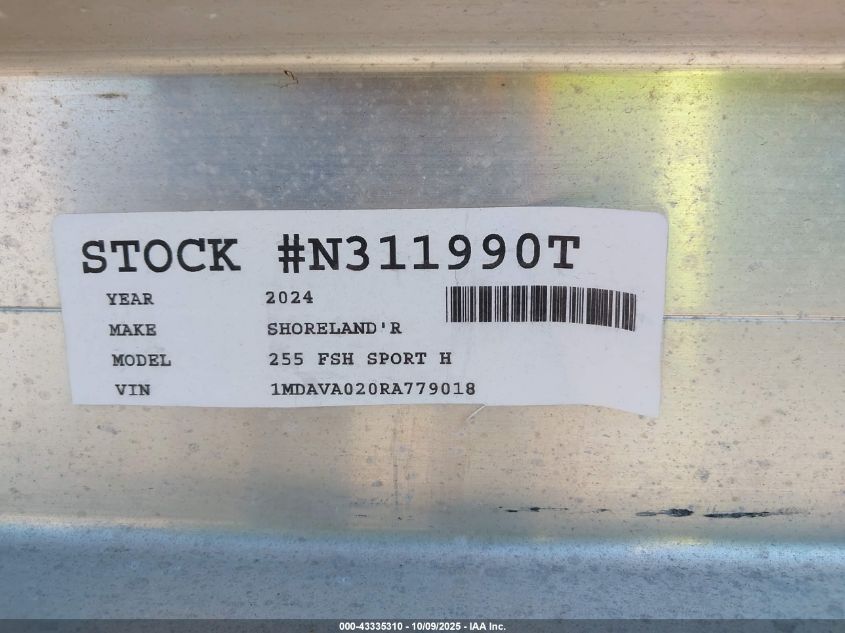 STOCK #N311990T
YEAR 2024
MAKE SHORELAND'R
MODEL 255 FSH SPORT H
VIN 1MDAVA020RA779018
000-43335310 - 10/09/2025 - IAA Inc.